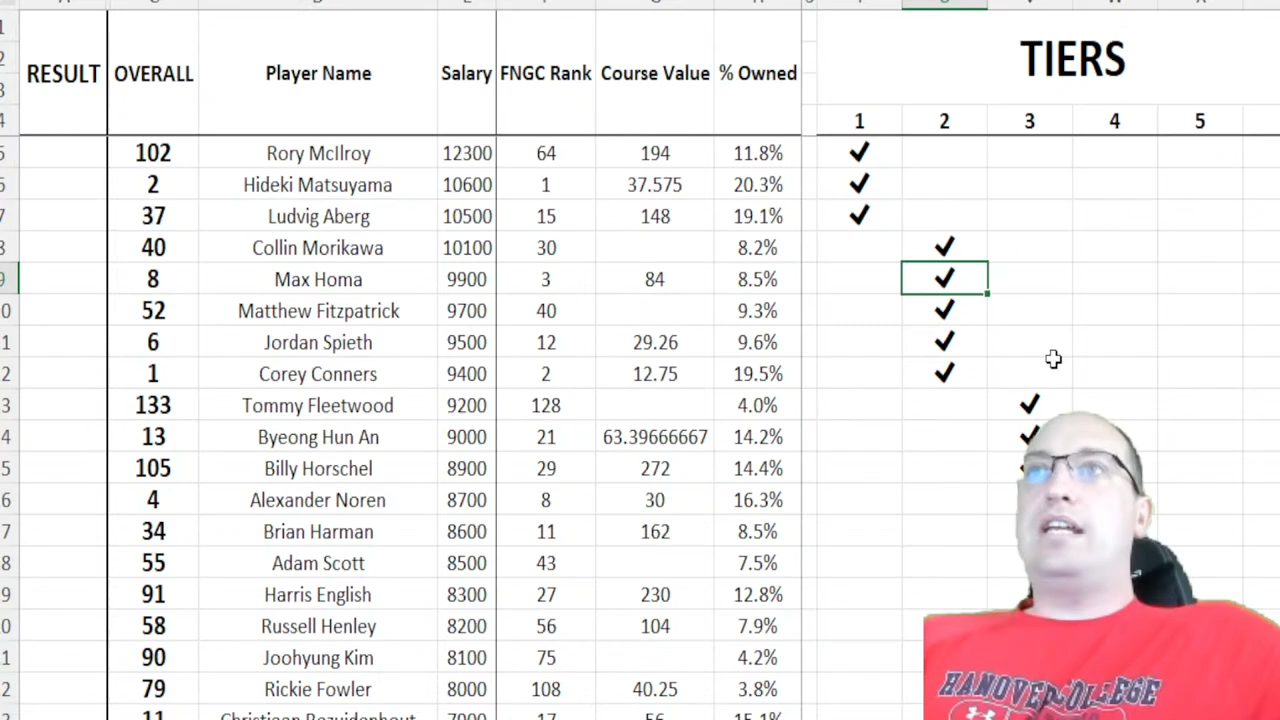 TIERS
RESULT OVERALL Player Name Salary FNGC Rank Course Value % Owned
1 2 3 4 5
102 Rory McIlroy 12300 64 194 11.8% ✔
2 Hideki Matsuyama 10600 1 37.575 20.3% ✔
37 Ludvig Aberg 10500 15 148 19.1% ✔
40 Collin Morikawa 10100 30 8.2% ✔
8 Max Homa 9900 3 84 8.5% ✔
52 Matthew Fitzpatrick 9700 40 9.3% ✔
6 Jordan Spieth 9500 12 29.26 9.6% ✔
1 Corey Conners 9400 2 12.75 19.5% ✔
133 Tommy Fleetwood 9200 128 4.0% ✔
13 Byeong Hun An 9000 21 63.39666667 14.2% ✔
105 Billy Horschel 8900 29 272 14.4%
4 Alexander Noren 8700 8 30 16.3%
34 Brian Harman 8600 11 162 8.5%
55 Adam Scott 8500 43 7.5%
91 Harris English 8300 27 230 12.8%
58 Russell Henley 8200 56 104 7.9%
90 Joohyung Kim 8100 75 4.2%
79 Rickie Fowler 8000 108 40.25 3.8%
11 Christiaan Bezuidenhout 7900 17 56 15.1%
HANOVER COLLEGE